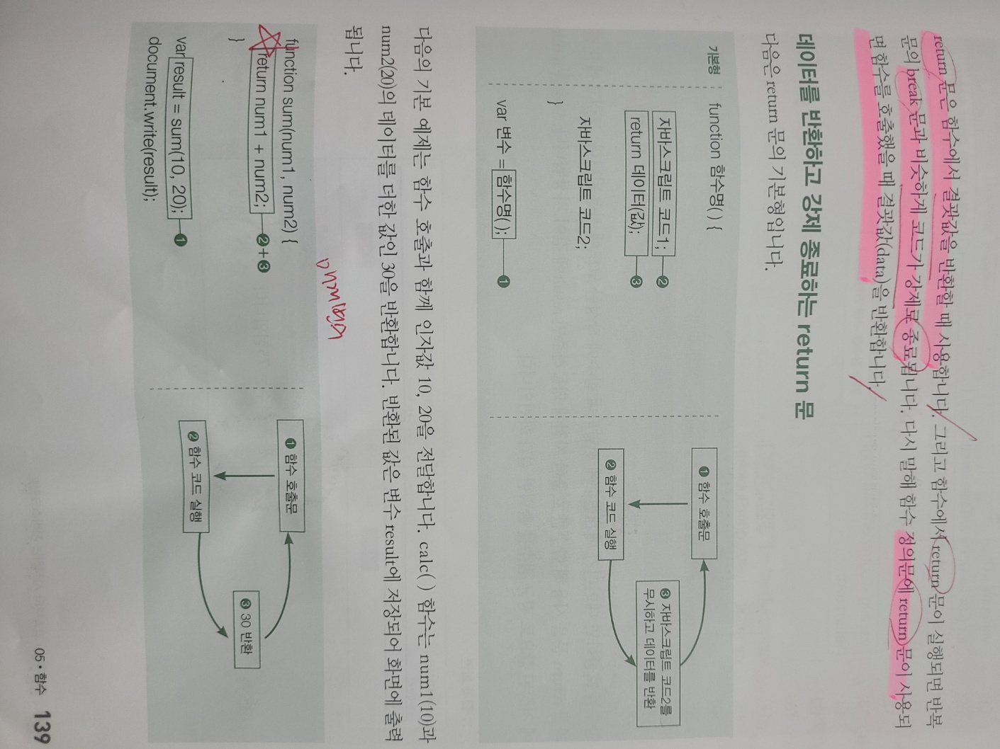 return 문은 함수에서 결괏값을 반환할 때 사용합니다. 그리고 함수에서 return 문이 실행되면 반복
문의 break 문과 비슷하게 코드가 강제로 종료됩니다. 다시 말해 함수 정의문에 return 문이 사용되
면 함수를 호출했을 때 결괏값(data)을 반환합니다.
데이터를 반환하고 강제 종료하는 return 문
다음은 return 문의 기본형입니다.
기본형
function 함수명( ) {
자바스크립트 코드1; ❷
return 데이터(값); ❸
자바스크립트 코드2;
}
var 변수 = 함수명( ); ❶
❶ 함수 호출문
❷ 함수 코드 실행
❸ 자바스크립트 코드2를
무시하고 데이터를 반환
다음의 기본 예제는 함수 호출과 함께 인자값 10, 20을 전달합니다. calc( ) 함수는 num1(10)과
num2(20)의 데이터를 더한 값인 30을 반환합니다. 반환된 값은 변수 result에 저장되어 화면에 출력
됩니다.
매개변수
function sum(num1, num2) {
return num1 + num2; ❷+❸
}
var result = sum(10, 20); ❶
document.write(result);
❶ 함수 호출문
❷ 함수 코드 실행
❸ 30 반환
05 • 함수 139